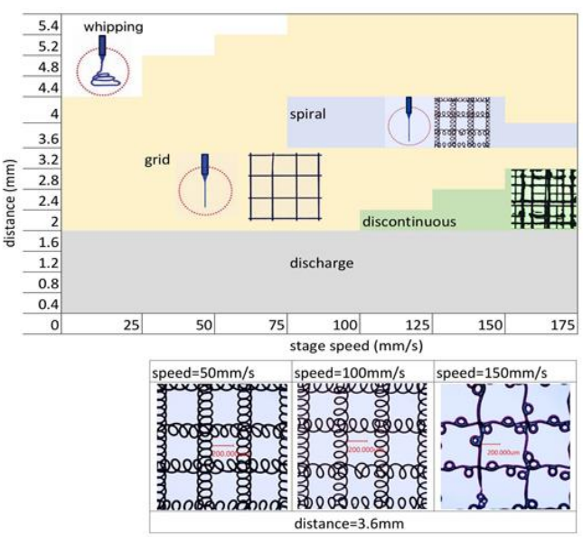 whipping
5.4
5.2
4.8
4.4
4
3.6
3.2
2.8
2.4
2
1.6
1.2
0.8
0.4
distance (mm)
spiral
grid
discontinuous
discharge
0 25 50 75 100 125 150 175
stage speed (mm/s)
speed=50mm/s speed=100mm/s speed=150mm/s
200.000um 200.000um 200.000um
distance=3.6mm